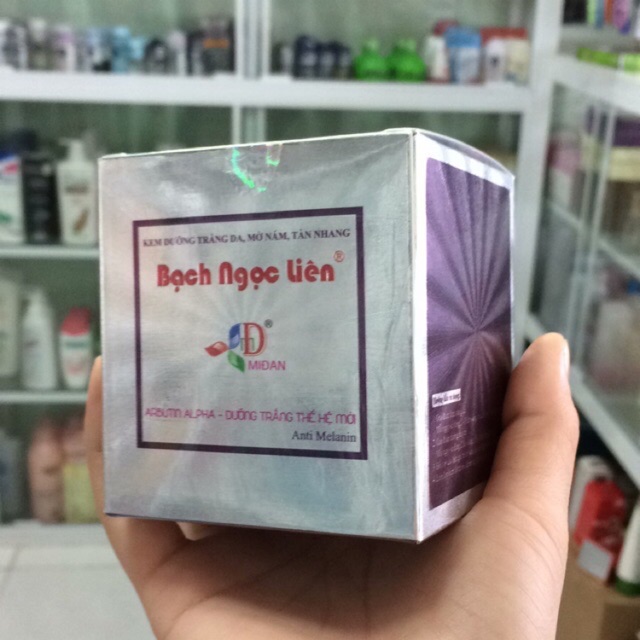 KEM DƯỠNG TRẮNG DA, MỜ NÁM, TÀN NHANG
Bạch Ngọc Liên®
®
MIĐAN
ARBUTIN ALPHA - DƯỠNG TRẮNG THẾ HỆ MỚI
Anti Melanin